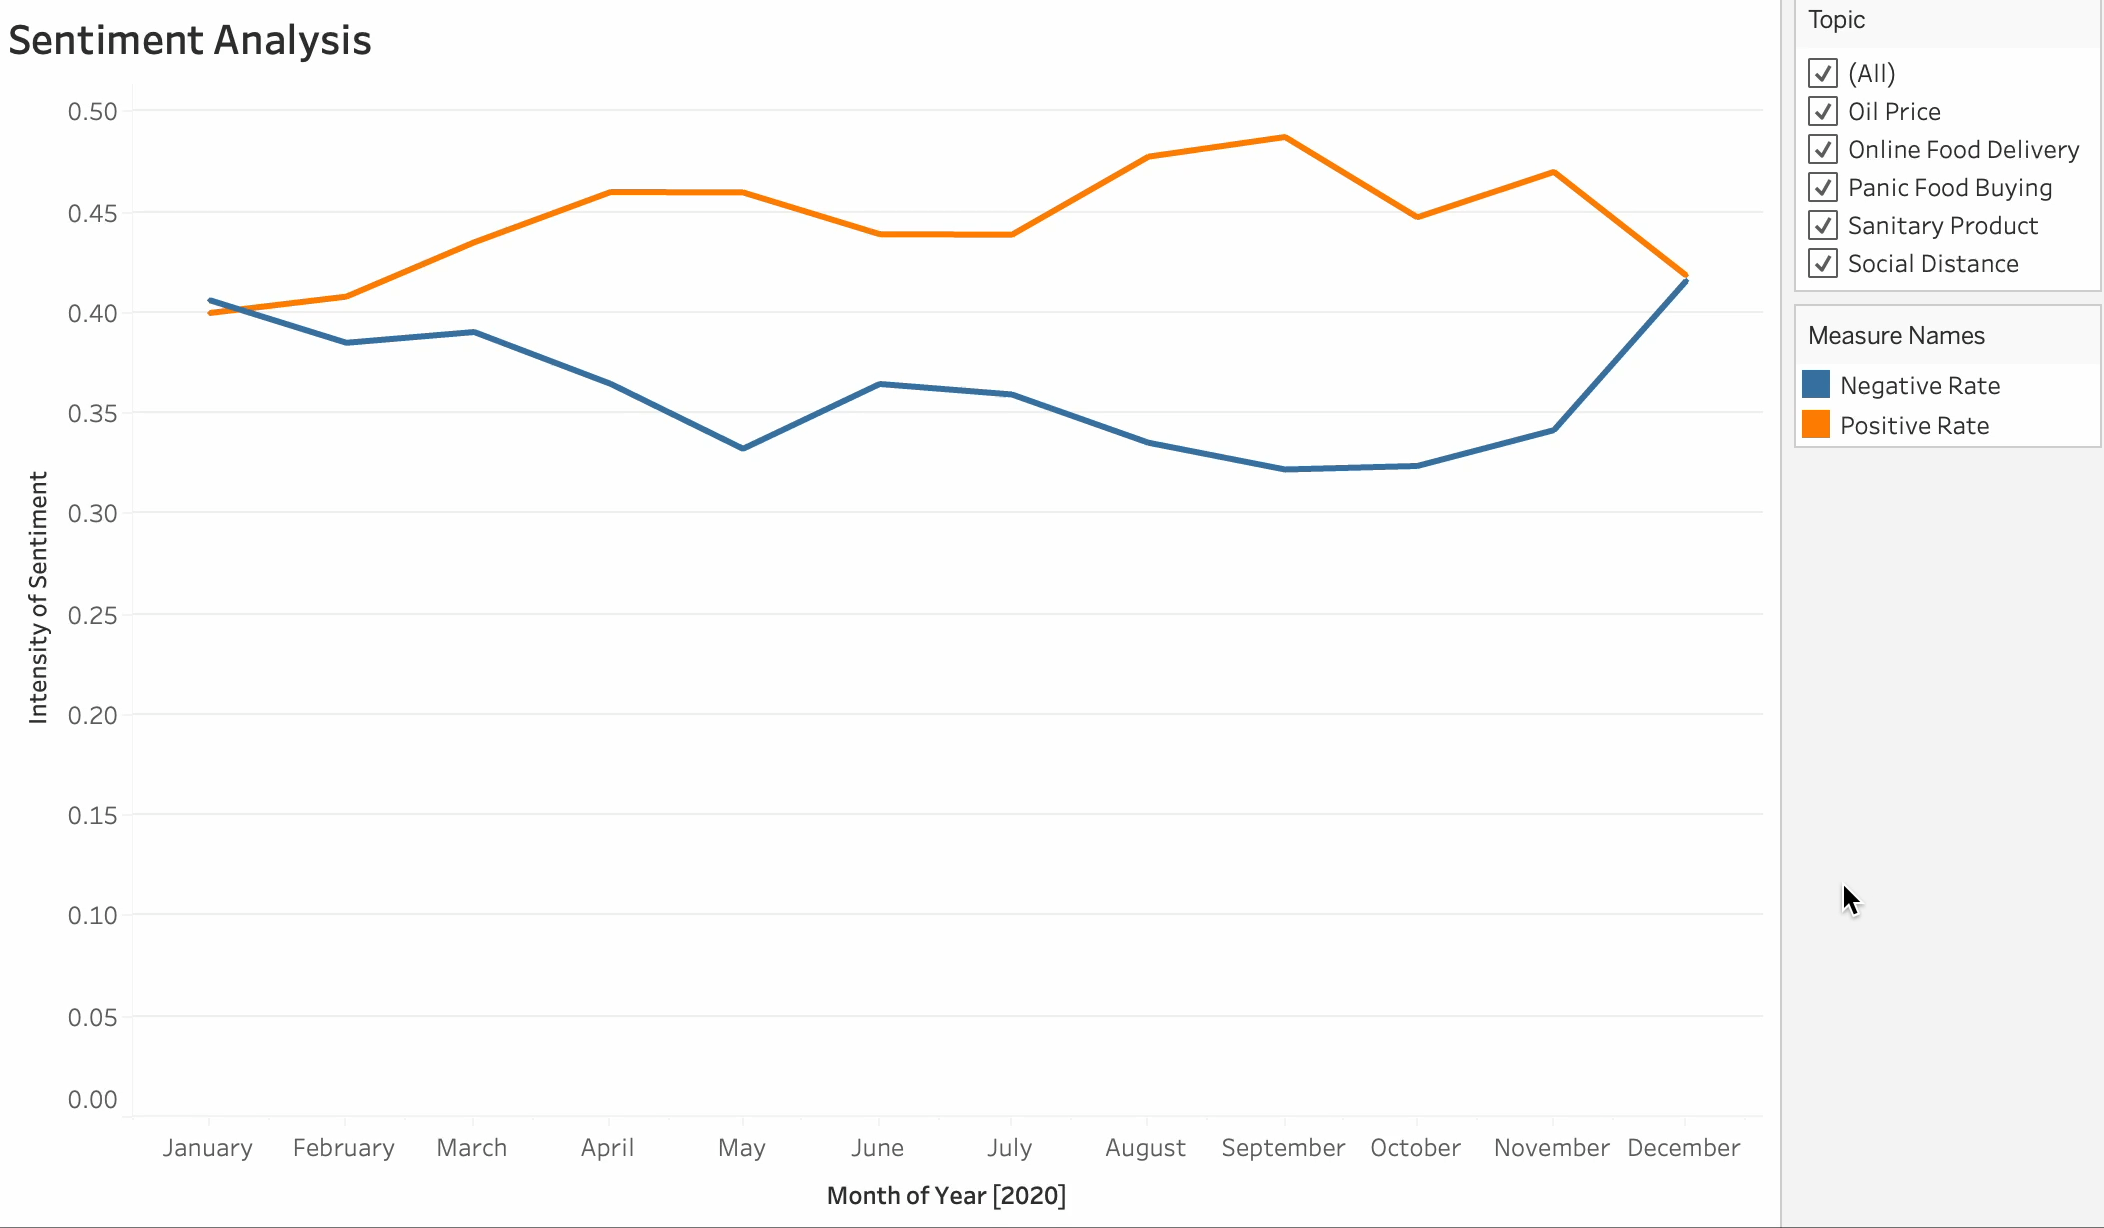 Sentiment Analysis
0.50
0.45
0.40
0.35
0.30
0.25
0.20
0.15
0.10
0.05
0.00
Intensity of Sentiment
January February March April May June July August September October November December
Month of Year [2020]
Topic
(All)
Oil Price
Online Food Delivery
Panic Food Buying
Sanitary Product
Social Distance
Measure Names
Negative Rate
Positive Rate